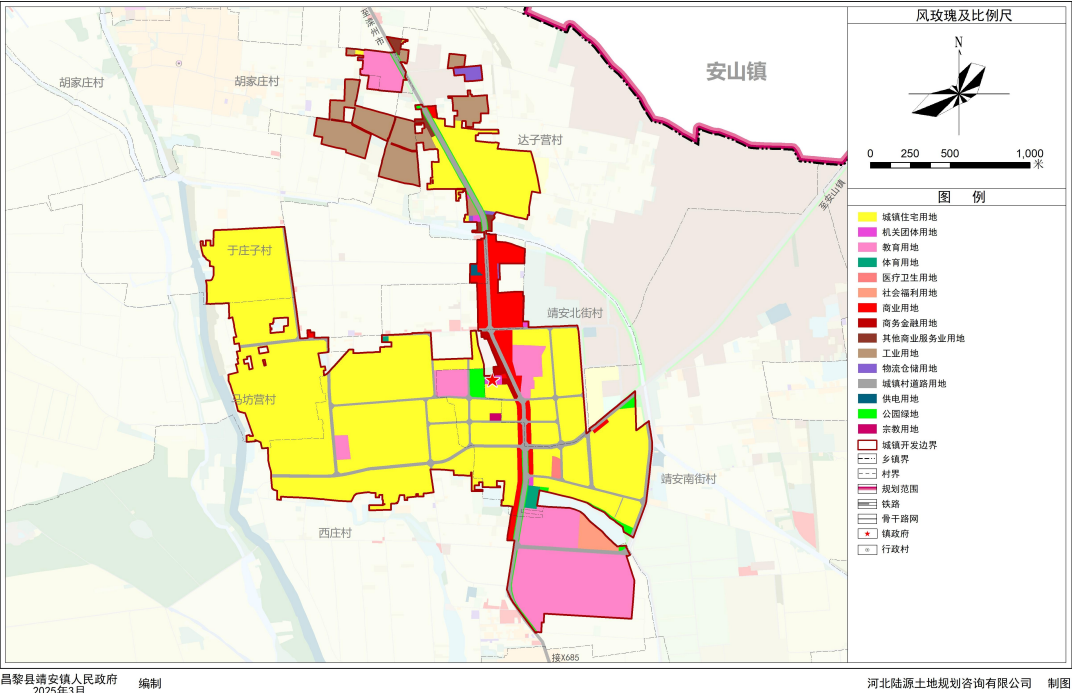 至滦州市
胡家庄村
胡家庄村
安山镇
达子营村
至安山镇
于庄子村
靖安北街村
马坊营村
靖安南街村
西庄村
接X685
风玫瑰及比例尺
N
0 250 500 1,000
米
图 例
城镇住宅用地
机关团体用地
教育用地
体育用地
医疗卫生用地
社会福利用地
商业用地
商务金融用地
其他商业服务业用地
工业用地
物流仓储用地
城镇村道路用地
供电用地
公园绿地
宗教用地
城镇开发边界
乡镇界
村界
规划范围
铁路
骨干路网
镇政府
行政村
昌黎县靖安镇人民政府 编制
2025年3月
河北陆源土地规划咨询有限公司 制图